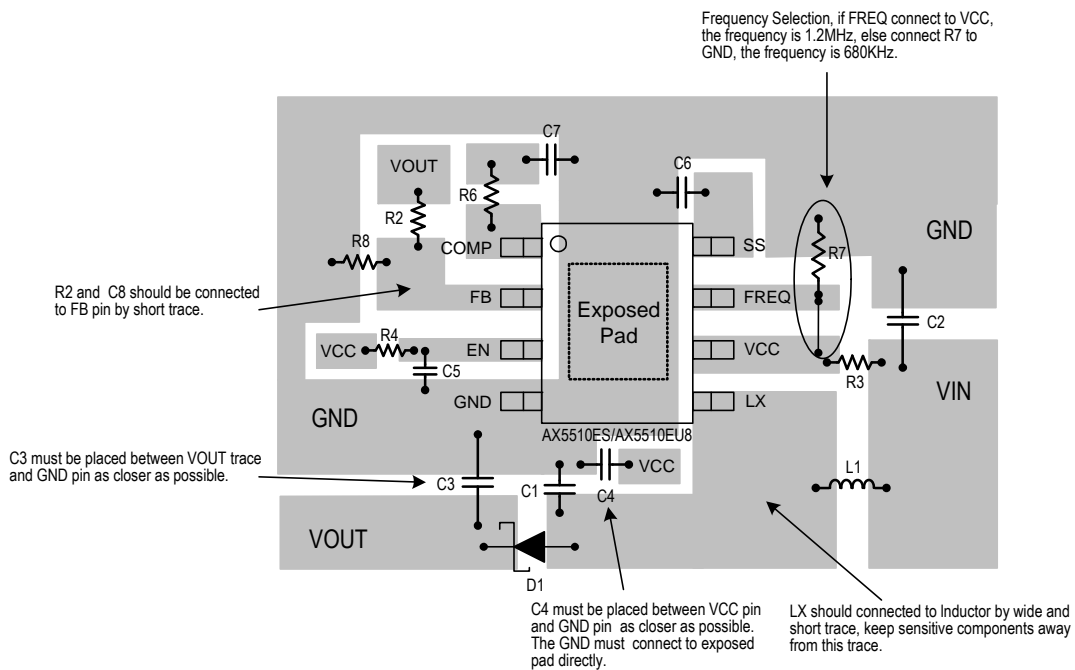 Frequency Selection, if FREQ connect to VCC,
the frequency is 1.2MHz, else connect R7 to
GND, the frequency is 680KHz.
C7
VOUT
C6
R6
R2
GND
R8
COMP
SS
R7
R2 and C8 should be connected
to FB pin by short trace.
FB
Exposed
Pad
FREQ
C2
R4
VCC
EN
VCC
C5
R3
VIN
GND
GND
LX
AX5510ES/AX5510EU8
C3 must be placed between VOUT trace
and GND pin as closer as possible.
VCC
L1
C3
C1
C4
VOUT
D1
C4 must be placed between VCC pin
and GND pin as closer as possible.
The GND must connect to exposed
pad directly.
LX should connected to Inductor by wide and
short trace, keep sensitive components away
from this trace.